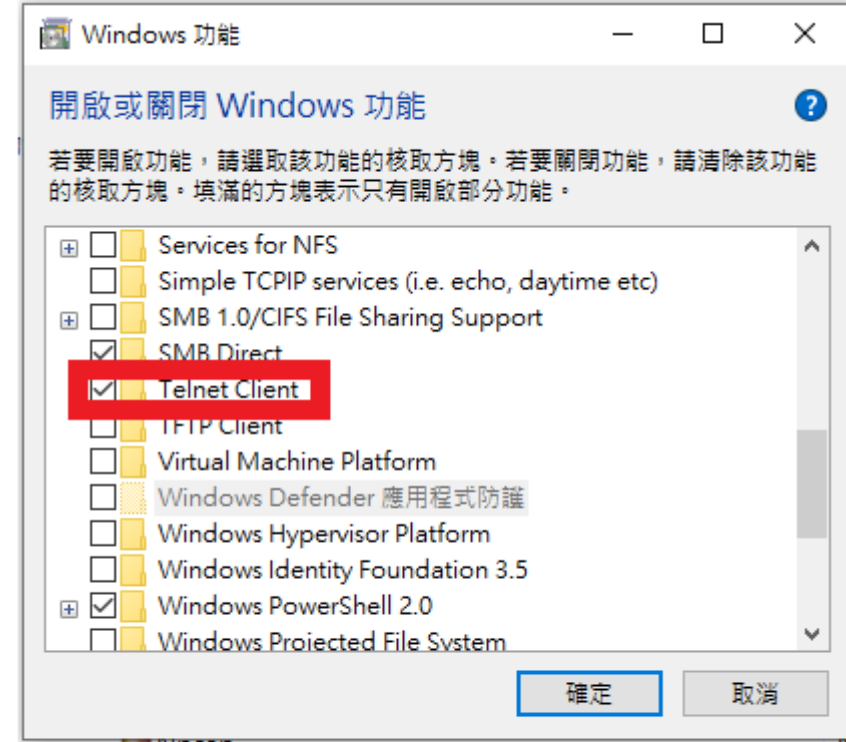 Windows 功能
開啟或關閉 Windows 功能
若要開啟功能，請選取該功能的核取方塊。若要關閉功能，請清除該功能
的核取方塊。填滿的方塊表示只有開啟部分功能。
Services for NFS
Simple TCPIP services (i.e. echo, daytime etc)
SMB 1.0/CIFS File Sharing Support
SMB Direct
Telnet Client
TFTP Client
Virtual Machine Platform
Windows Defender 應用程式防護
Windows Hypervisor Platform
Windows Identity Foundation 3.5
Windows PowerShell 2.0
Windows Projected File System
確定 取消